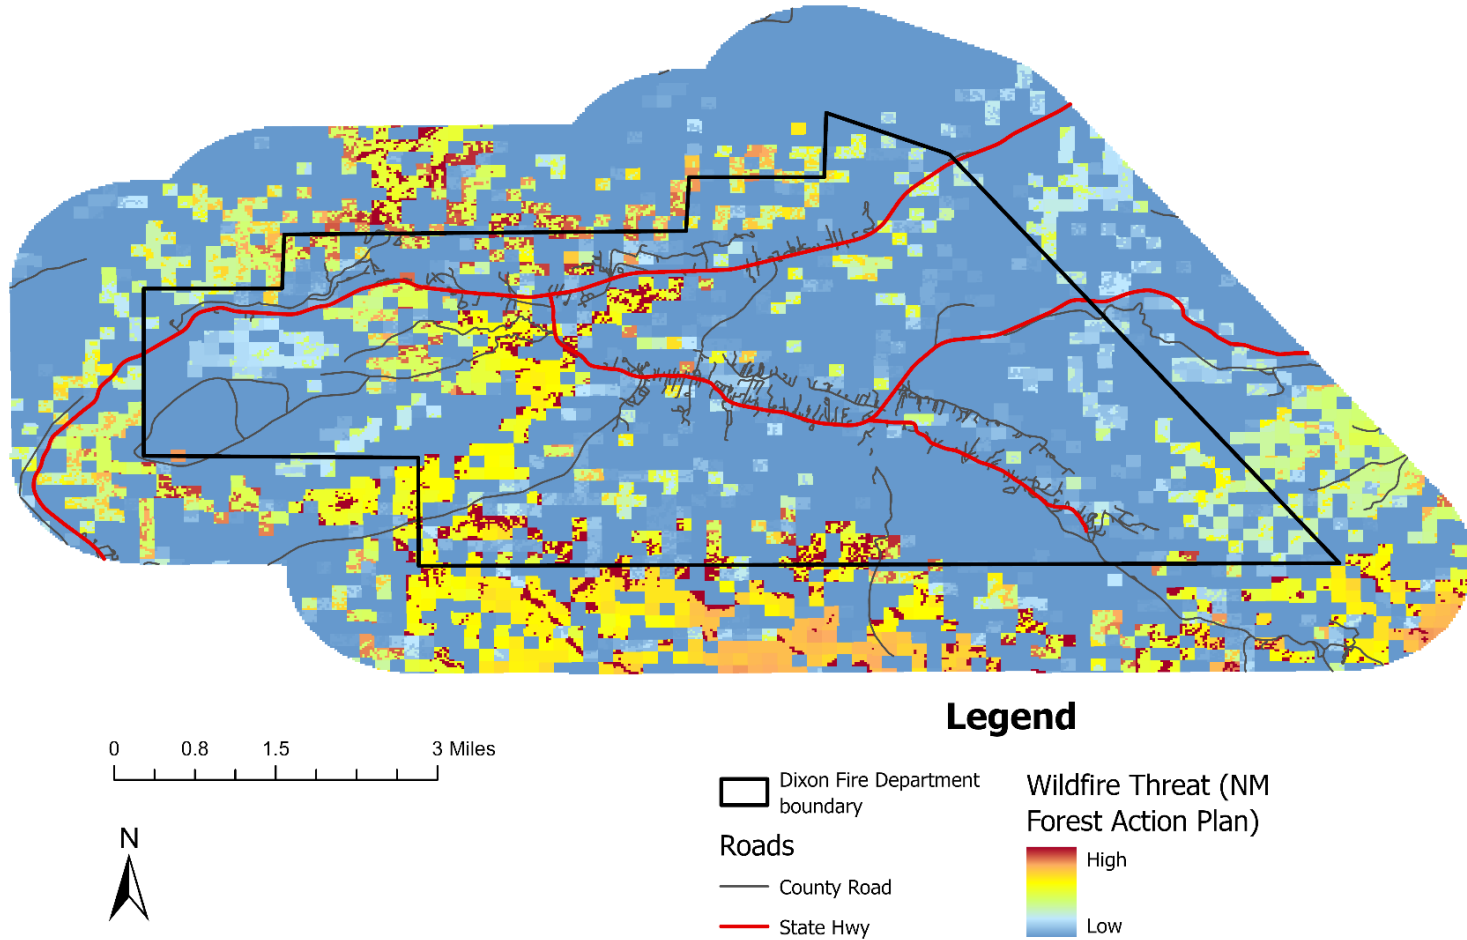 Legend
0 0.8 1.5 3 Miles
N
Dixon Fire Department
boundary
Roads
County Road
State Hwy
Wildfire Threat (NM
Forest Action Plan)
High
Low